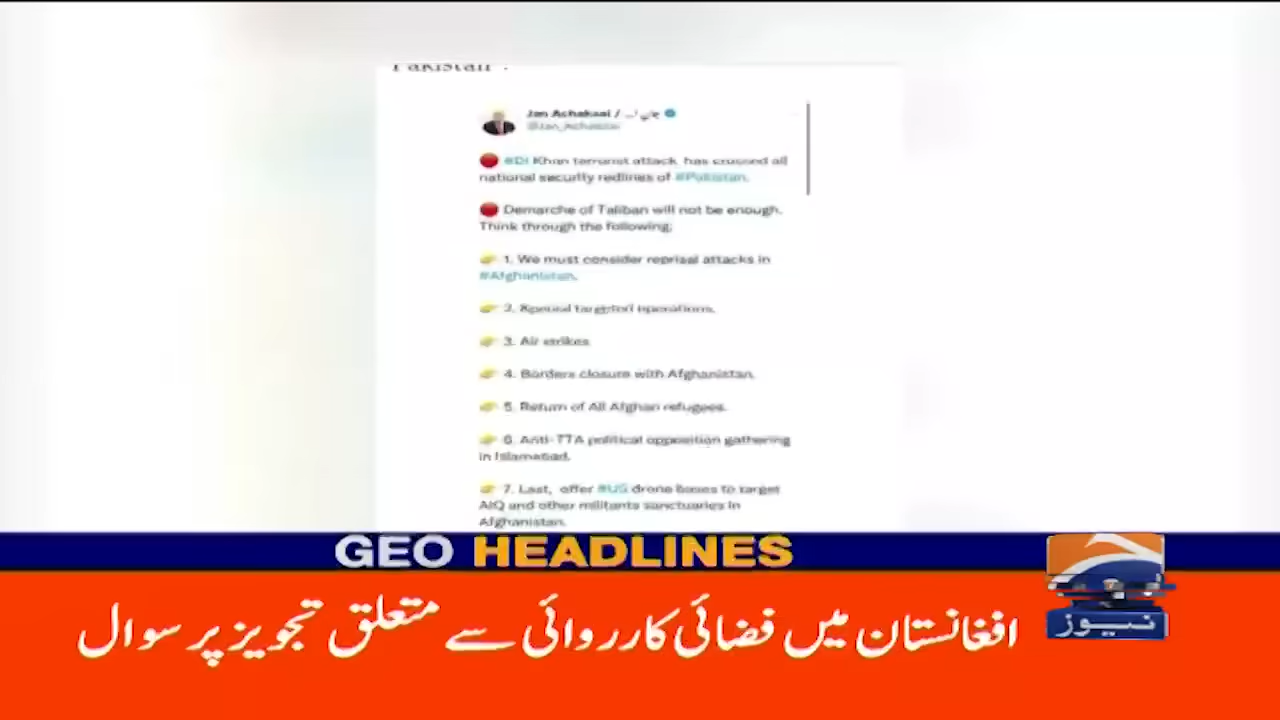 Pakistan".
Jan Achakzai /
@Jan_Achakzai
#DI Khan terrorist attack has crossed all
national security redlines of #Pakistan.
Demarche of Taliban will not be enough.
Think through the following:
1. We must consider reprisal attacks in
#Afghanistan.
2. Special targeted operations.
3. Air strikes
4. Borders closure with Afghanistan.
5. Return of All Afghan refugees.
6. Anti-TTA political opposition gathering
in Islamabad.
7. Last, offer #US drone bases to target
AIQ and other militants sanctuaries in
Afghanistan.
GEO HEADLINES
افغانستان میں فضائی کارروائی سے متعلق تجویز پر سوال
نیوز